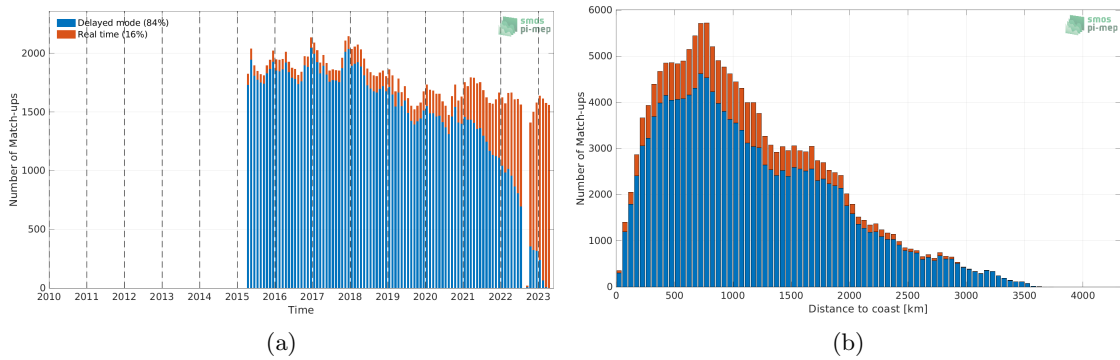 Delayed mode (84%)
Real time (16%)
smos
pi-mep
2000
1500
1000
500
0
Number of Match-ups
2010 2011 2012 2013 2014 2015 2016 2017 2018 2019 2020 2021 2022 2023
Time
(a)
smos
pi-mep
6000
5000
4000
3000
2000
1000
0
Number of Match-ups
0 500 1000 1500 2000 2500 3000 3500 4000
Distance to coast [km]
(b)